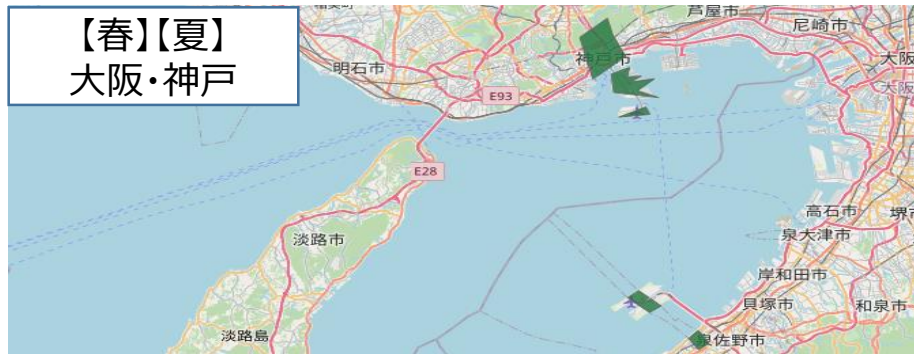 【春】【夏】
大阪・神戸
芦屋市
尼崎市
神戸市
明石市
大阪
大阪
E93
E28
高石市
堺市
泉大津市
淡路市
岸和田市
貝塚市
和泉市
淡路島
泉佐野市